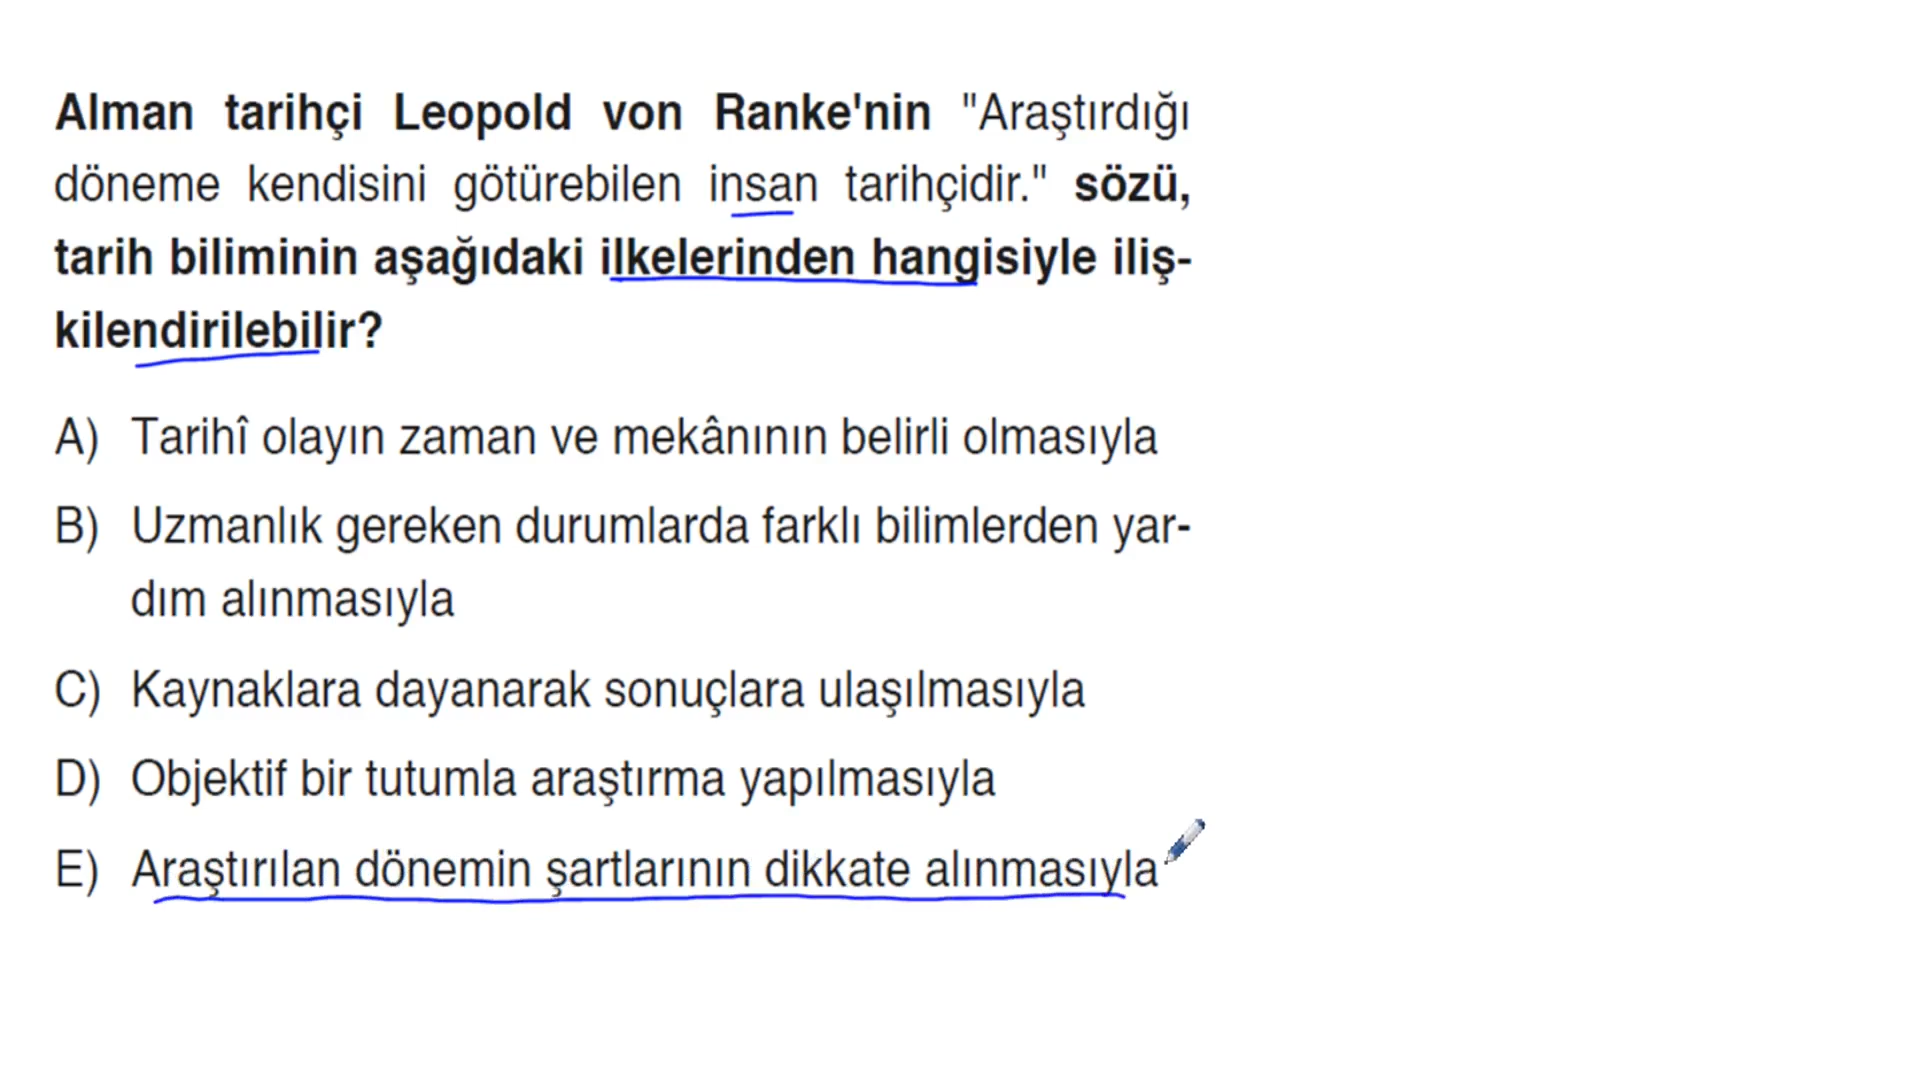 Alman tarihçi Leopold von Ranke'nin "Araştırdığı
döneme kendisini götürebilen insan tarihçidir." sözü,
tarih biliminin aşağıdaki ilkelerinden hangisiyle iliş-
kilendirilebilir?
A) Tarihî olayın zaman ve mekânının belirli olmasıyla
B) Uzmanlık gereken durumlarda farklı bilimlerden yar-
dım alınmasıyla
C) Kaynaklara dayanarak sonuçlara ulaşılmasıyla
D) Objektif bir tutumla araştırma yapılmasıyla
E) Araştırılan dönemin şartlarının dikkate alınmasıyla